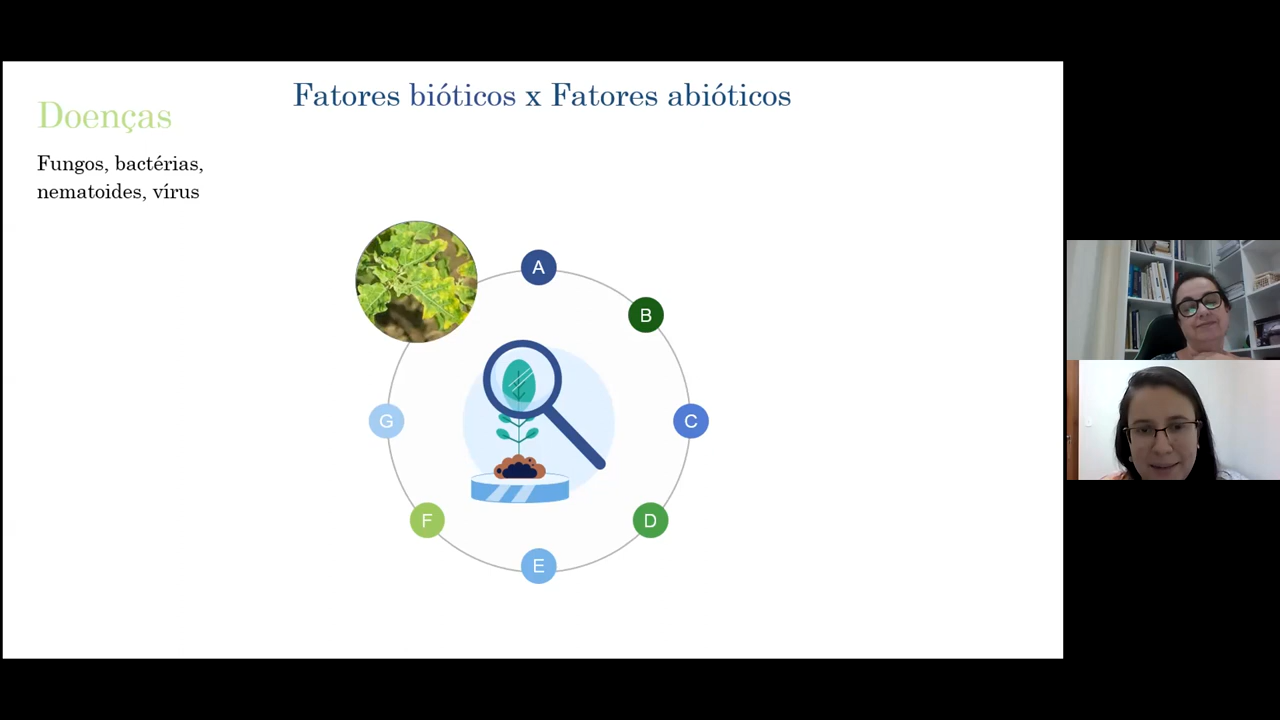 Fatores bióticos x Fatores abióticos
Doenças
Fungos, bactérias,
nematoides, vírus
A
B
C
D
E
F
G